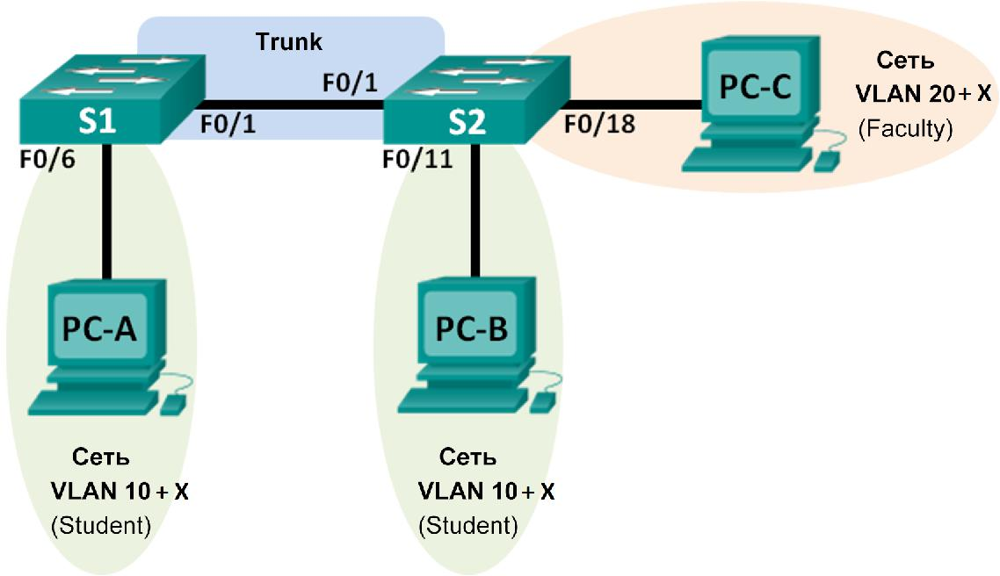 Trunk
S1
F0/1
F0/1
S2
F0/18
PC-C
Сеть
VLAN 20 + X
(Faculty)
F0/6
F0/11
PC-A
PC-B
Сеть
VLAN 10 + X
(Student)
Сеть
VLAN 10 + X
(Student)